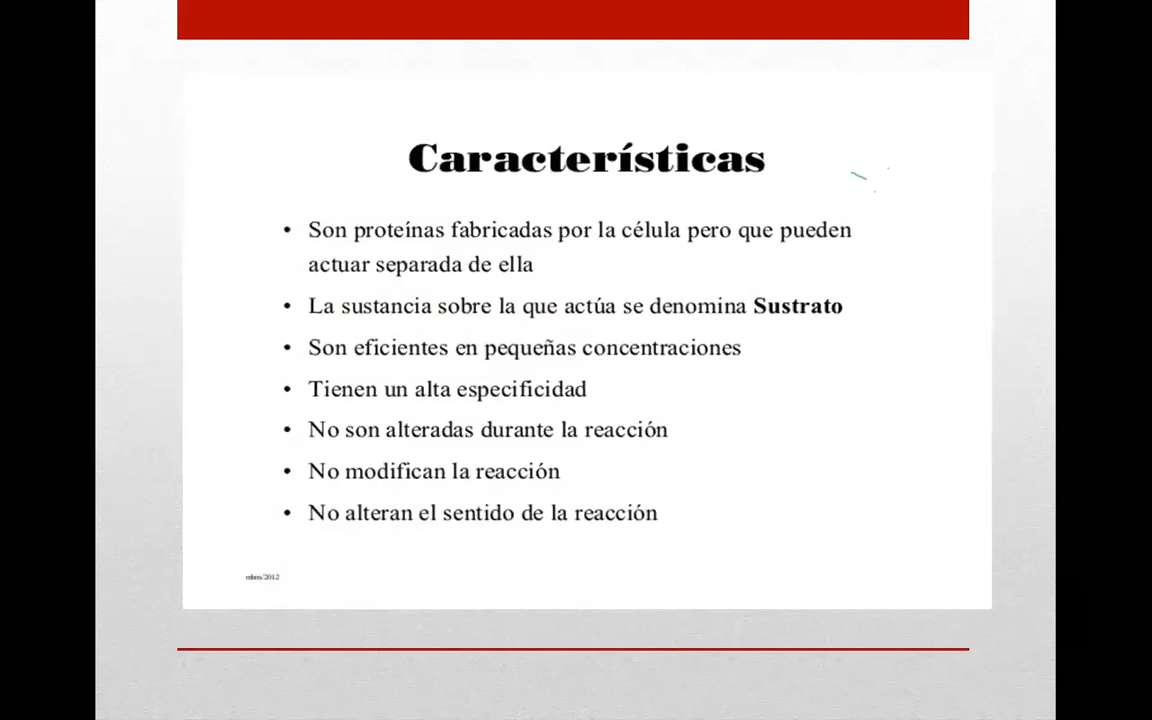 Características
• Son proteínas fabricadas por la célula pero que pueden
actuar separada de ella
• La sustancia sobre la que actúa se denomina Sustrato
• Son eficientes en pequeñas concentraciones
• Tienen un alta especificidad
• No son alteradas durante la reacción
• No modifican la reacción
• No alteran el sentido de la reacción